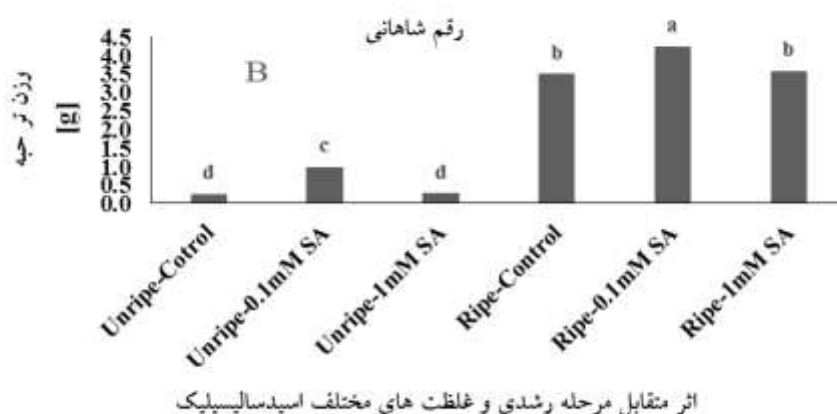 رقم شاهانی
B
وزن تر حبه
[g]
4.5
4.0
3.5
3.0
2.5
2.0
1.5
1.0
0.5
0.0
d
c
d
b
a
b
Unripe-Cotrol
Unripe-0.1mM SA
Unripe-1mM SA
Ripe-Control
Ripe-0.1mM SA
Ripe-1mM SA
اثر متقابل مرحله رشدی و غلظت های مختلف اسیدسالیسیلیک